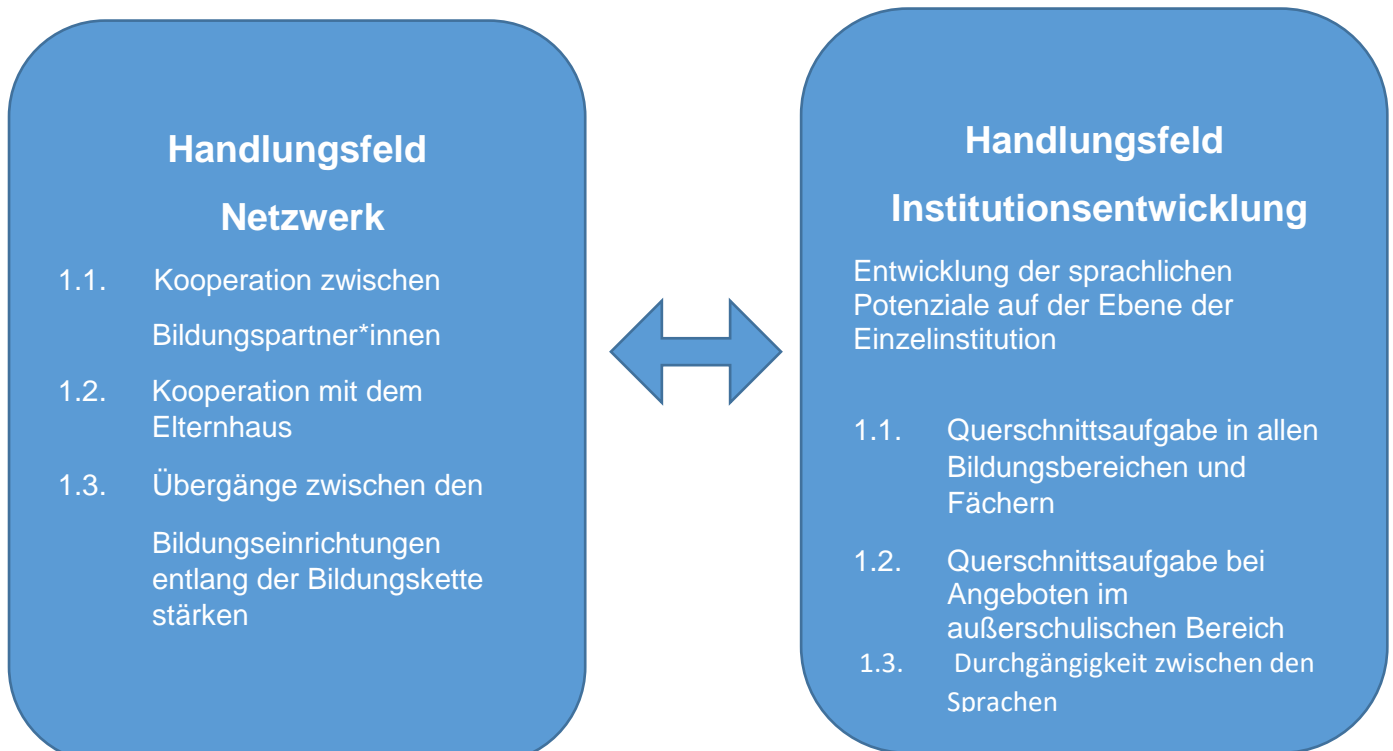 Handlungsfeld
Netzwerk
1.1. Kooperation zwischen
Bildungspartner*innen
1.2. Kooperation mit dem
Elternhaus
1.3. Übergänge zwischen den
Bildungseinrichtungen
entlang der Bildungskette
stärken
Handlungsfeld
Institutionsentwicklung
Entwicklung der sprachlichen
Potenziale auf der Ebene der
Einzelinstitution
1.1. Querschnittsaufgabe in allen
Bildungsbereichen und
Fächern
1.2. Querschnittsaufgabe bei
Angeboten im
außerschulischen Bereich
1.3. Durchgängigkeit zwischen den
Sprachen